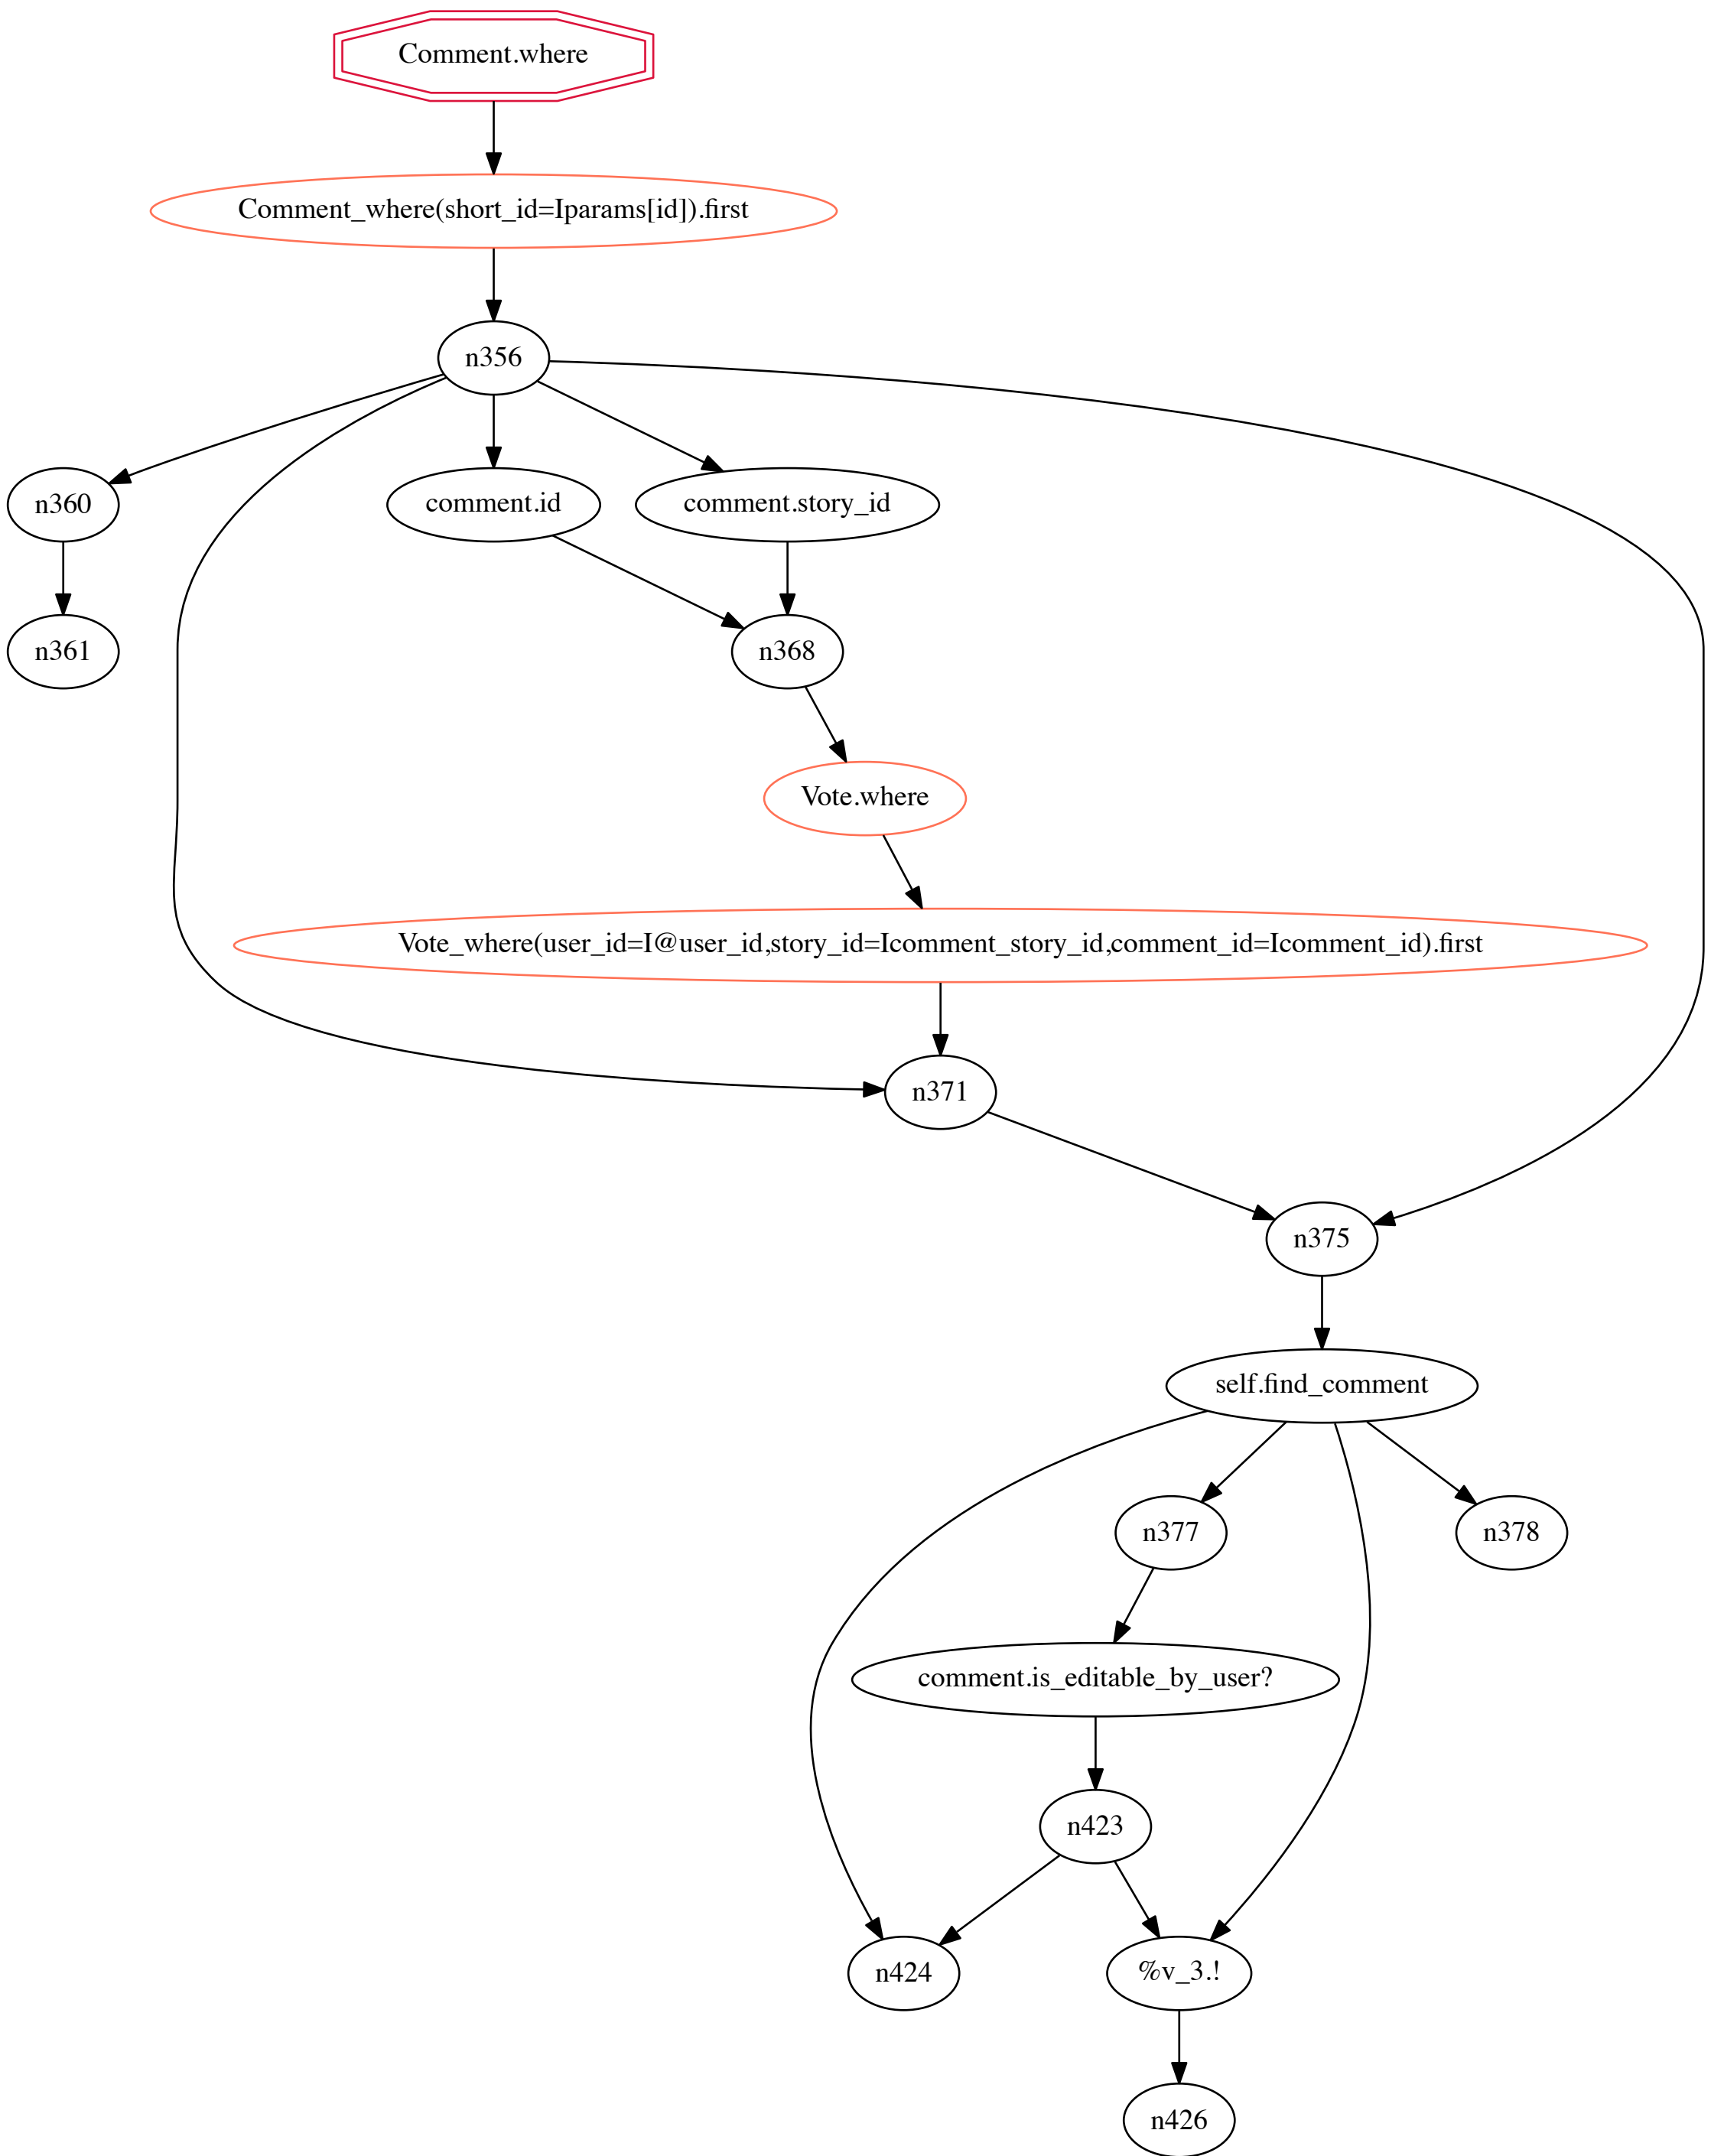 Comment.where
Comment_where(short_id=Iparams[id]).first
n356
n360
comment.id
comment.story_id
n361
n368
Vote.where
Vote_where(user_id=I@user_id,story_id=Icomment_story_id,comment_id=Icomment_id).first
n371
n375
self.find_comment
n377
n378
comment.is_editable_by_user?
n423
n424
%v_3.!
n426